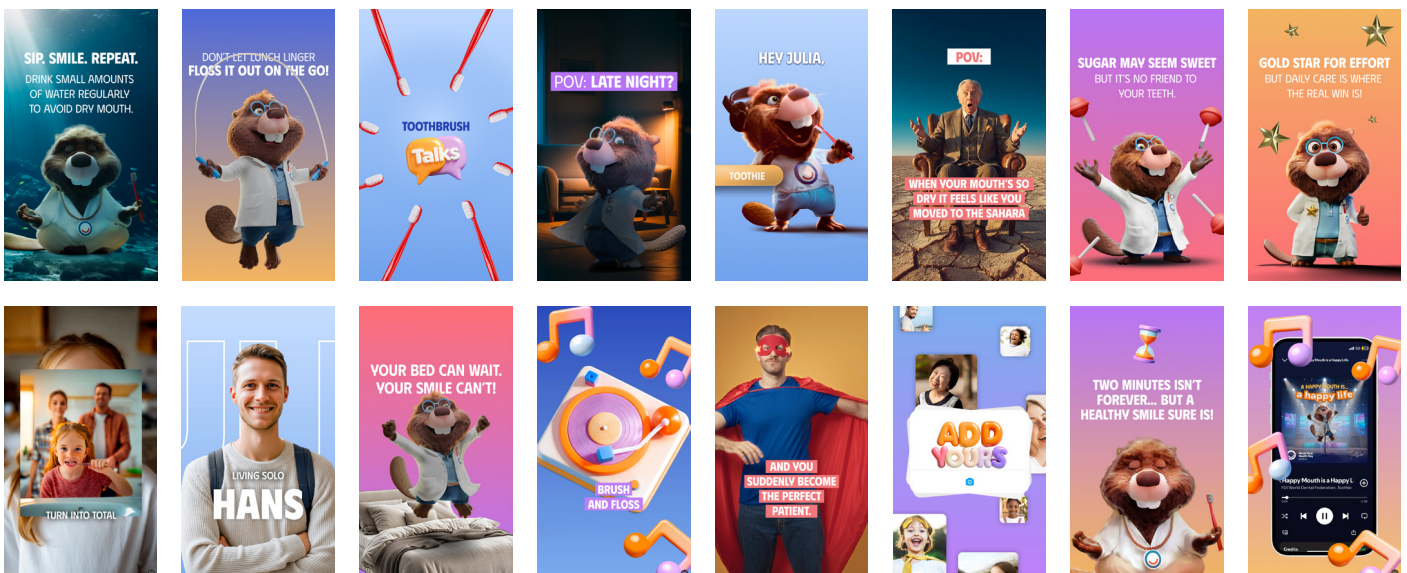 SIP. SMILE. REPEAT.
DRINK SMALL AMOUNTS
OF WATER REGULARLY
TO AVOID DRY MOUTH.
DON'T LET LUNCH LINGER
FLOSS IT OUT ON THE GO!
TOOTHBRUSH
Talks
POV: LATE NIGHT?
HEY JULIA,
TOOTHIE
POV:
WHEN YOUR MOUTH'S SO
DRY IT FEELS LIKE YOU
MOVED TO THE SAHARA
SUGAR MAY SEEM SWEET
BUT IT'S NO FRIEND TO
YOUR TEETH.
GOLD STAR FOR EFFORT
BUT DAILY CARE IS WHERE
THE REAL WIN IS!
TURN INTO TOTAL
LIVING SOLO
HANS
YOUR BED CAN WAIT.
YOUR SMILE CAN'T!
BRUSH
AND FLOSS
AND YOU
SUDDENLY BECOME
THE PERFECT
PATIENT.
ADD
YOURS
TWO MINUTES ISN'T
FOREVER... BUT A
HEALTHY SMILE SURE IS!
A HAPPY MOUTH IS...
a happy life
Happy Mouth is a Happy L
FDI World Dental Federation,
Credits